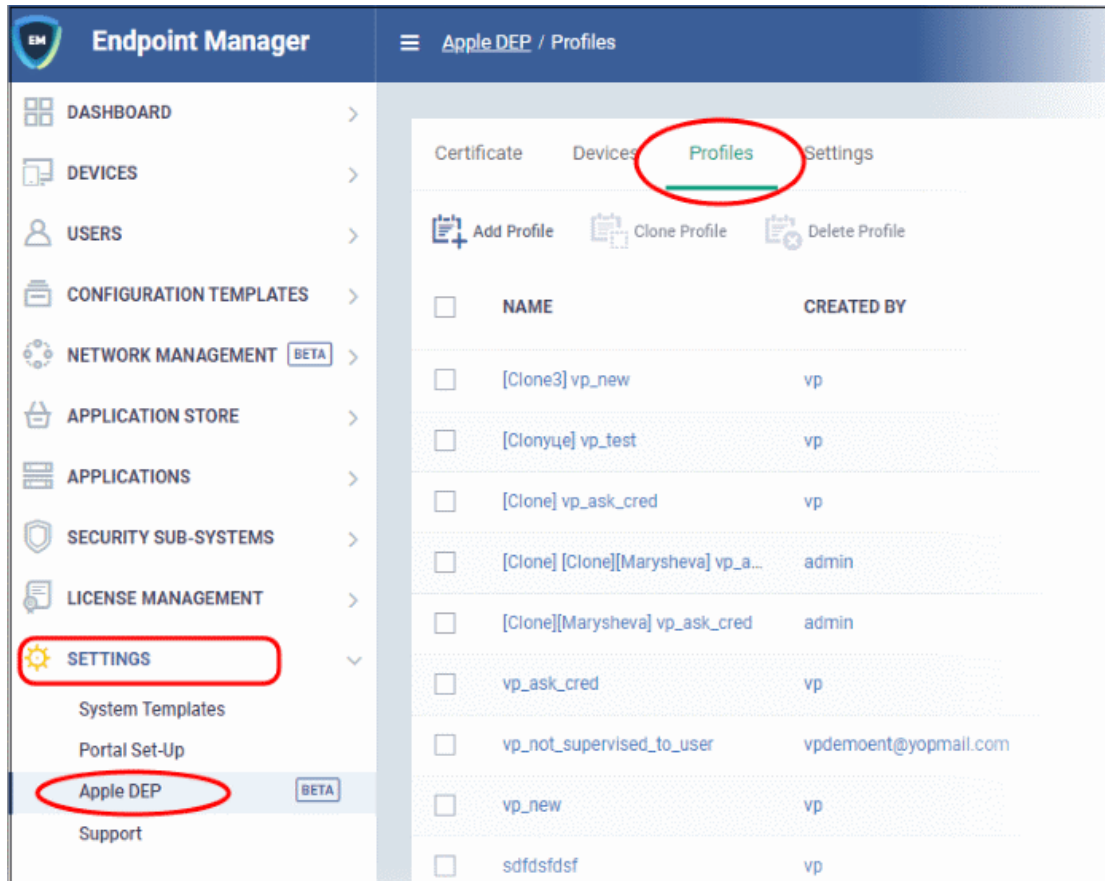 EM
Endpoint Manager
Apple DEP / Profiles
DASHBOARD
DEVICES
USERS
CONFIGURATION TEMPLATES
NETWORK MANAGEMENT BETA
APPLICATION STORE
APPLICATIONS
SECURITY SUB-SYSTEMS
LICENSE MANAGEMENT
SETTINGS
System Templates
Portal Set-Up
Apple DEP BETA
Support
Certificate Devices Profiles Settings
Add Profile Clone Profile Delete Profile
NAME CREATED BY
[Clone3] vp_new vp
[Clonyце] vp_test vp
[Clone] vp_ask_cred vp
[Clone] [Clone][Marysheva] vp_a... admin
[Clone][Marysheva] vp_ask_cred admin
vp_ask_cred vp
vp_not_supervised_to_user vpdemoent@yopmail.com
vp_new vp
sdfdsfdsf vp